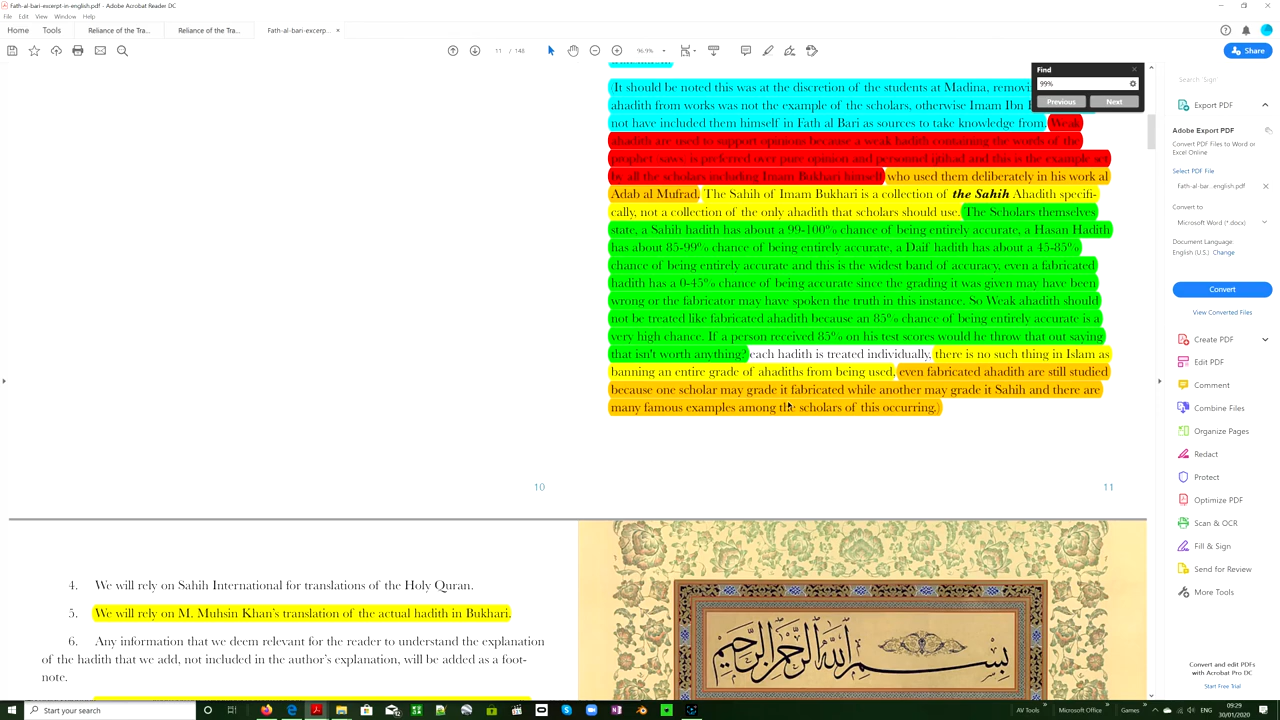 Fath-al-bari-excerpt-in-english.pdf - Adobe Acrobat Reader DC
File Edit View Window Help
Home Tools Reliance of the Tra... Reliance of the Tra... Fath-al-bari-excerp... ×
11 / 148 96.9%
Share
Find
99%
Previous Next
(It should be noted this was at the discretion of the students at Madina, removi
ahadith from works was not the example of the scholars, otherwise Imam Ibn
not have included them himself in Fath al Bari as sources to take knowledge from. Weak
ahadith are used to support opinions because a weak hadith containing the words of the
prophet -saws- is preferred over pure opinion and personnel ijtihad and this is the example set
by all the scholars including Imam Bukhari himself who used them deliberately in his work al
Adab al Mufrad. The Sahih of Imam Bukhari is a collection of the Sahih Ahadith specifi-
cally, not a collection of the only ahadith that scholars should use. The Scholars themselves
state, a Sahih hadith has about a 99-100% chance of being entirely accurate, a Hasan Hadith
has about 85-99% chance of being entirely accurate, a Daif hadith has about a 45-85%
chance of being entirely accurate and this is the widest band of accuracy, even a fabricated
hadith has a 0-45% chance of being accurate since the grading it was given may have been
wrong or the fabricator may have spoken the truth in this instance. So Weak ahadith should
not be treated like fabricated ahadith because an 85% chance of being entirely accurate is a
very high chance. If a person received 85% on his test scores would he throw that out saying
that isn't worth anything? each hadith is treated individually, there is no such thing in Islam as
banning an entire grade of ahadiths from being used, even fabricated ahadith are still studied
because one scholar may grade it fabricated while another may grade it Sahih and there are
many famous examples among the scholars of this occurring.)
10
11
4. We will rely on Sahih International for translations of the Holy Quran.
5. We will rely on M. Muhsin Khan's translation of the actual hadith in Bukhari.
6. Any information that we deem relevant for the reader to understand the explanation
of the hadith that we add, not included in the author's explanation, will be added as a foot-
note.
بسم الله الرحمن الرحيم
Search 'Sign'
Export PDF
Adobe Export PDF
Convert PDF Files to Word or
Excel Online
Select PDF File
Fath-al-bar...english.pdf ×
Convert to
Microsoft Word (*.docx)
Document Language:
English (U.S.) Change
Convert
View Converted Files
Create PDF
Edit PDF
Comment
Combine Files
Organize Pages
Redact
Protect
Optimize PDF
Scan & OCR
Fill & Sign
Send for Review
More Tools
Convert and edit PDFs
with Acrobat Pro DC
Start Free Trial
Start your search
AV Tools Microsoft Office Games ENG
09:29
30/01/2020